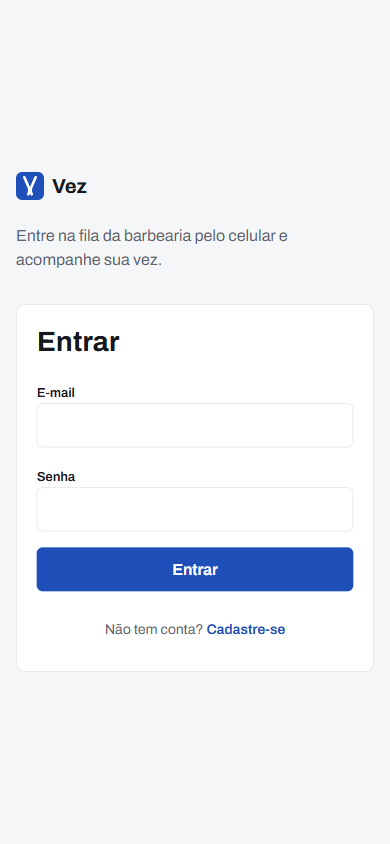 Vez
Entre na fila da barbearia pelo celular e
acompanhe sua vez.
Entrar
E-mail
Senha
Entrar
Não tem conta? Cadastre-se